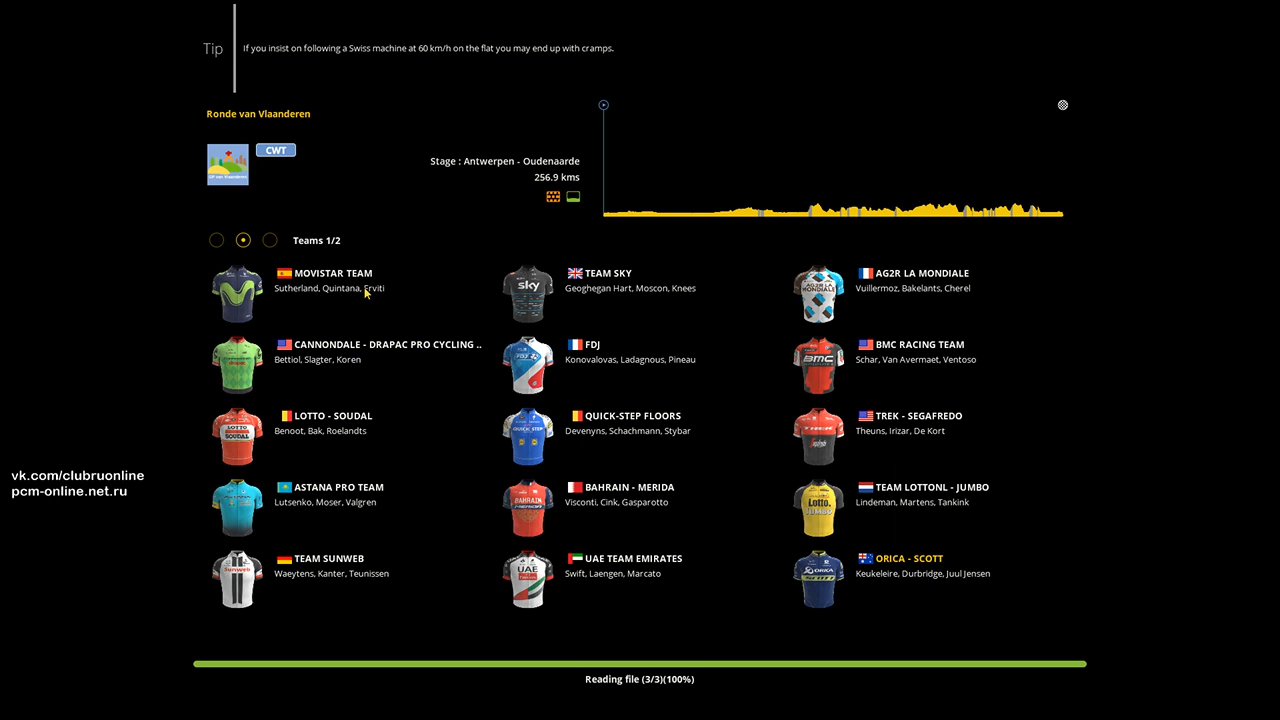 Tip
If you insist on following a Swiss machine at 60 km/h on the flat you may end up with cramps.
Ronde van Vlaanderen
CWT
Stage : Antwerpen - Oudenaarde
256.9 kms
Teams 1/2
MOVISTAR TEAM
Sutherland, Quintana, Erviti
TEAM SKY
Geoghegan Hart, Moscon, Knees
AG2R LA MONDIALE
Vuillermoz, Bakelants, Cherel
CANNONDALE - DRAPAC PRO CYCLING ..
Bettiol, Slagter, Koren
FDJ
Konovalovas, Ladagnous, Pineau
BMC RACING TEAM
Schar, Van Avermaet, Ventoso
LOTTO - SOUDAL
Benoot, Bak, Roelandts
QUICK-STEP FLOORS
Devenyns, Schachmann, Stybar
TREK - SEGAFREDO
Theuns, Irizar, De Kort
vk.com/clubruonline
pcm-online.net.ru
ASTANA PRO TEAM
Lutsenko, Moser, Valgren
BAHRAIN - MERIDA
Visconti, Cink, Gasparotto
TEAM LOTTONL - JUMBO
Lindeman, Martens, Tankink
TEAM SUNWEB
Waeytens, Kanter, Teunissen
UAE TEAM EMIRATES
Swift, Laengen, Marcato
ORICA - SCOTT
Keukeleire, Durbridge, Juul Jensen
Reading file (3/3)(100%)